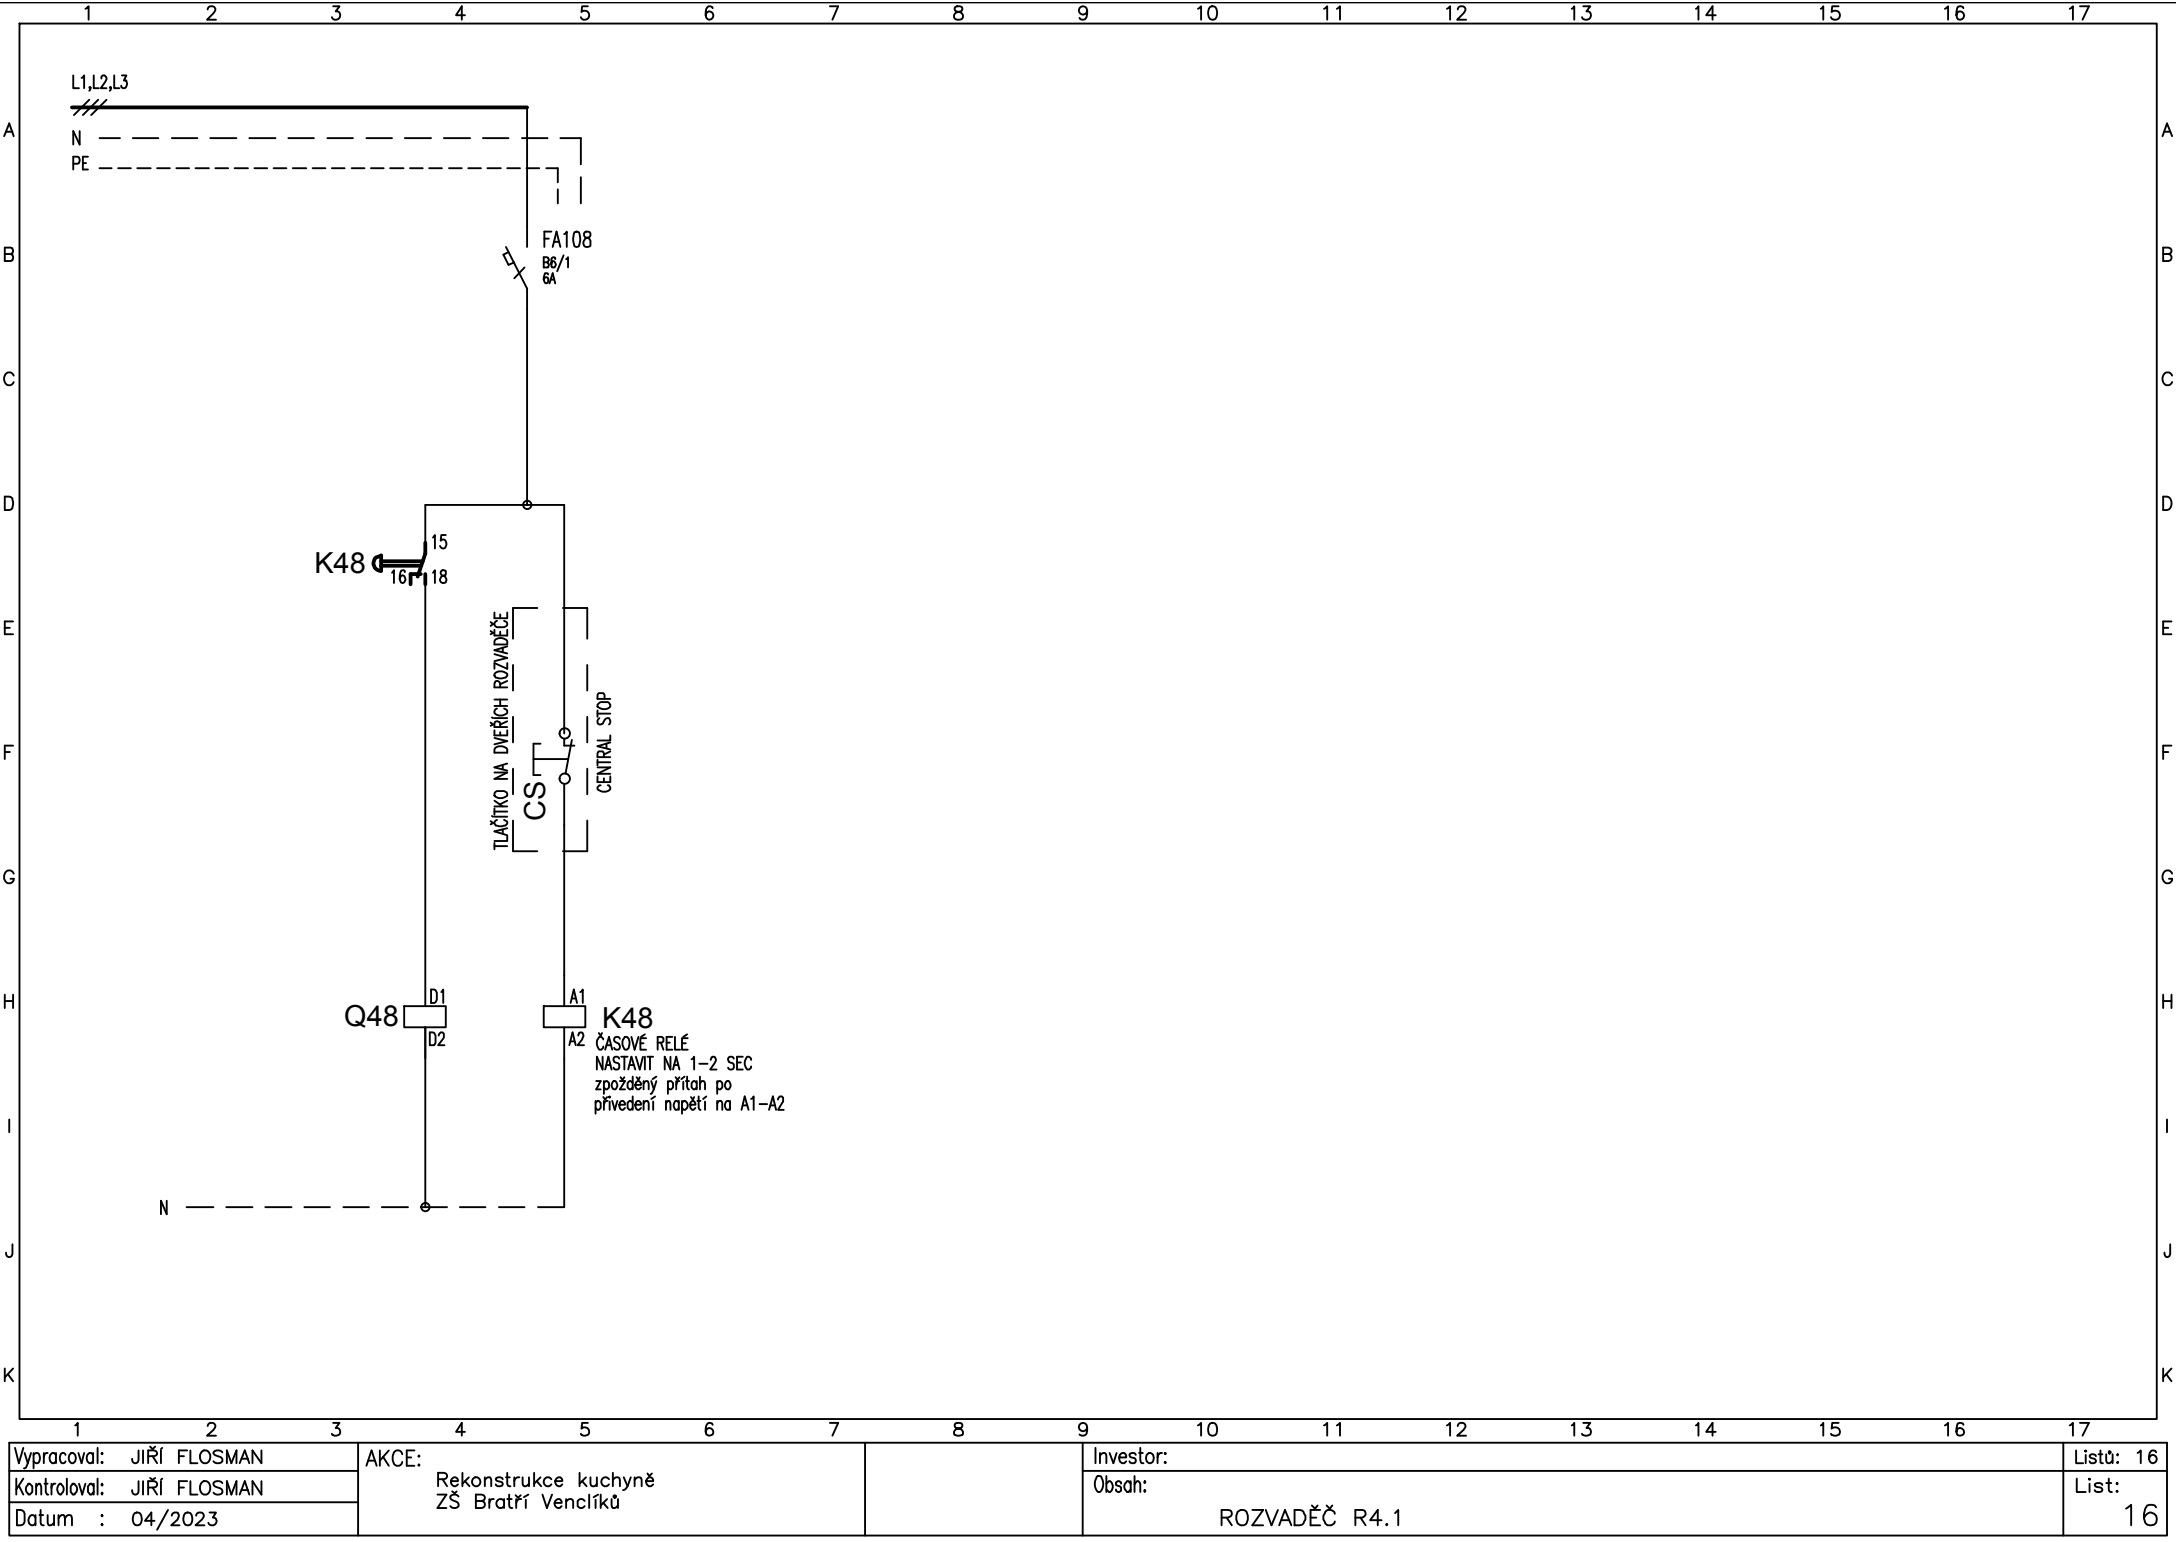 1 2 3 4 5 6 7 8 9 10 11 12 13 14 15 16 17
L1,L2,L3
A A
N
PE
FA108
B B
B6/1
6A
C C
D D
15
K48
16 18
E E
TLAČÍTKO NA DVEŘÍCH ROZVADĚČE
CENTRAL STOP
F F
CS
G G
H H
D1 A1
Q48 K48
D2 A2
ČASOVÉ RELÉ
NASTAVIT NA 1-2 SEC
zpožděný přítah po
přivedení napětí na A1-A2
I I
N
J J
K K
1 2 3 4 5 6 7 8 9 10 11 12 13 14 15 16 17
Vypracoval: JIŘÍ FLOSMAN
Kontroloval: JIŘÍ FLOSMAN
Datum : 04/2023
AKCE:
Rekonstrukce kuchyně
ZŠ Bratří Venclíků
Investor:
Obsah:
ROZVADĚČ R4.1
Listů: 16
List:
16